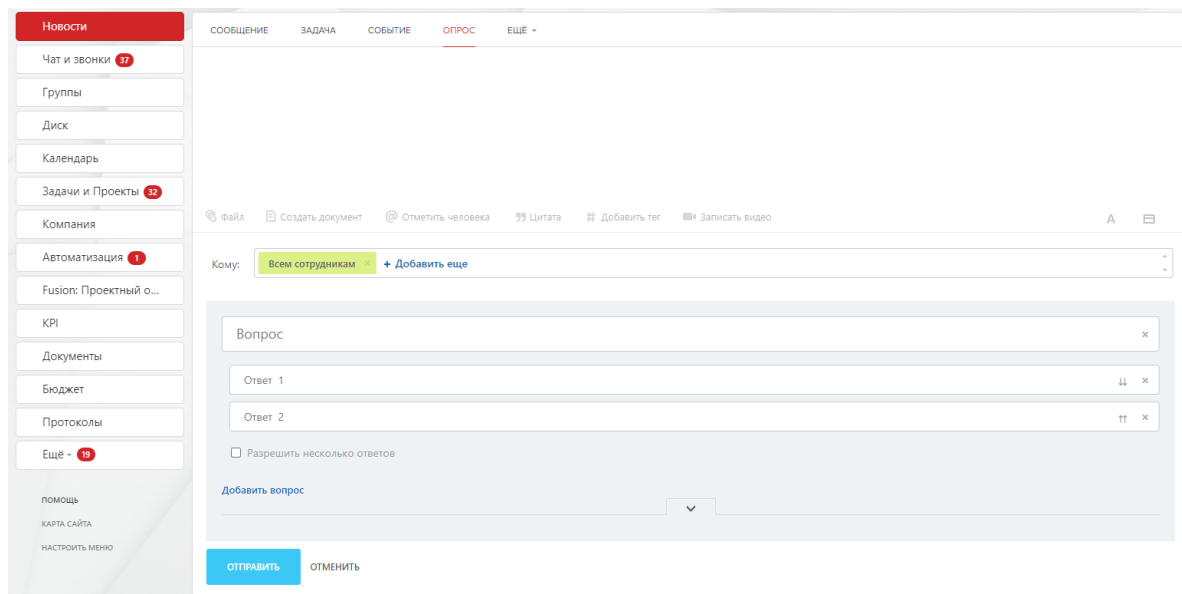 Новости
Чат и звонки 37
Группы
Диск
Календарь
Задачи и Проекты 32
Компания
Автоматизация 1
Fusion: Проектный о...
KPI
Документы
Бюджет
Протоколы
Ещё 19
ПОМОЩЬ
КАРТА САЙТА
НАСТРОИТЬ МЕНЮ
СООБЩЕНИЕ ЗАДАЧА СОБЫТИЕ ОПРОС ЕЩЁ
Файл Создать документ @ Отметить человека Цитата # Добавить тег Записать видео A
Кому: Всем сотрудникам × + Добавить еще
Вопрос
Ответ 1
Ответ 2
Разрешить несколько ответов
Добавить вопрос
ОТПРАВИТЬ ОТМЕНИТЬ